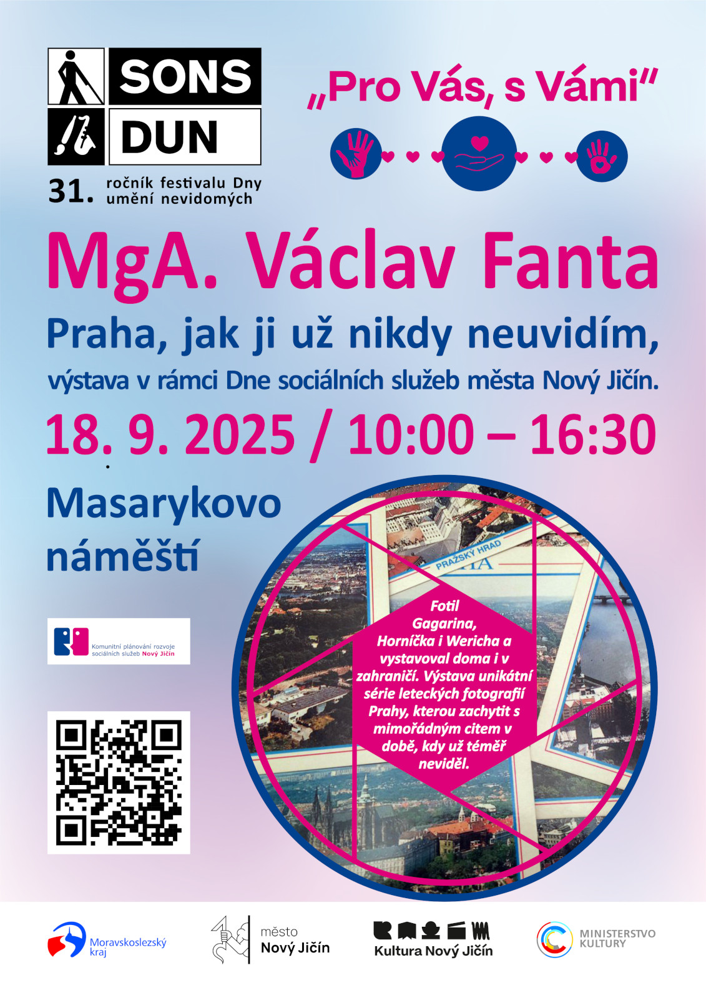 SONS
DUN
31. ročník festivalu Dny
umění nevidomých
„Pro Vás, s Vámi“
MgA. Václav Fanta
Praha, jak ji už nikdy neuvidím,
výstava v rámci Dne sociálních služeb města Nový Jičín.
18. 9. 2025 / 10:00 – 16:30
Masarykovo
náměští
PRAŽSKÝ HRAD
Fotil
Gagarina,
Horníčka i Wericha a
vystavoval doma i v
zahraničí. Výstava unikátní
série leteckých fotografií
Prahy, kterou zachytit s
mimořádným citem v
době, kdy už téměř
neviděl.
Komunitní plánování rozvoje
sociálních služeb Nový Jičín
Moravskoslezský
kraj
město
Nový Jičín
Kultura Nový Jičín
MINISTERSTVO
KULTURY